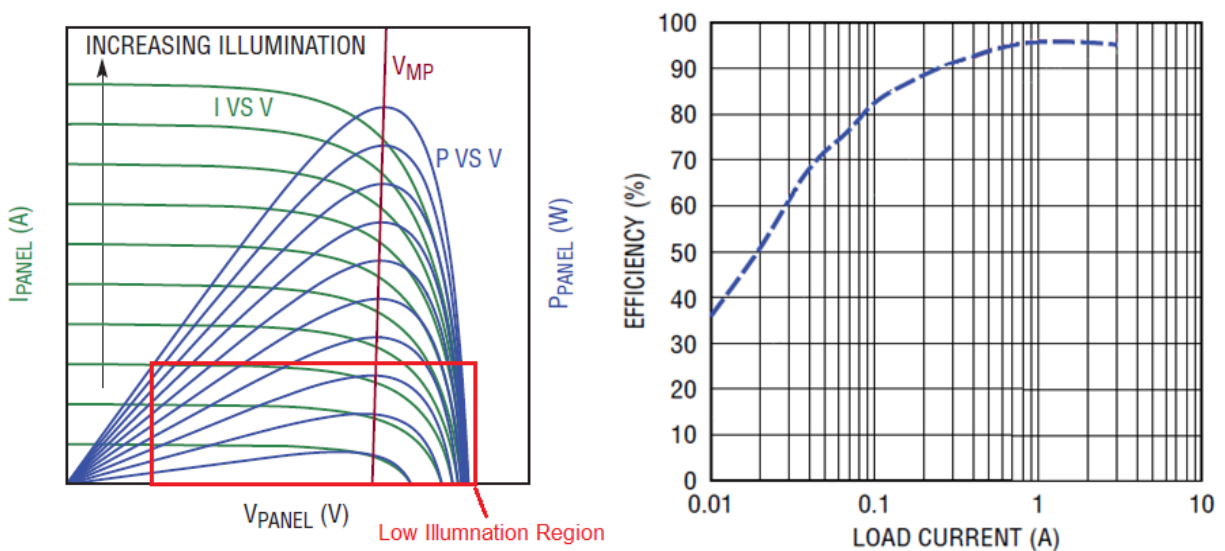 INCREASING ILLUMINATION
VMP
I VS V
P VS V
IPANEL (A)
PPANEL (W)
VPANEL (V)
Low Illumnation Region
100
90
80
70
60
50
40
30
20
10
0
EFFICIENCY (%)
0.01 0.1 1 10
LOAD CURRENT (A)